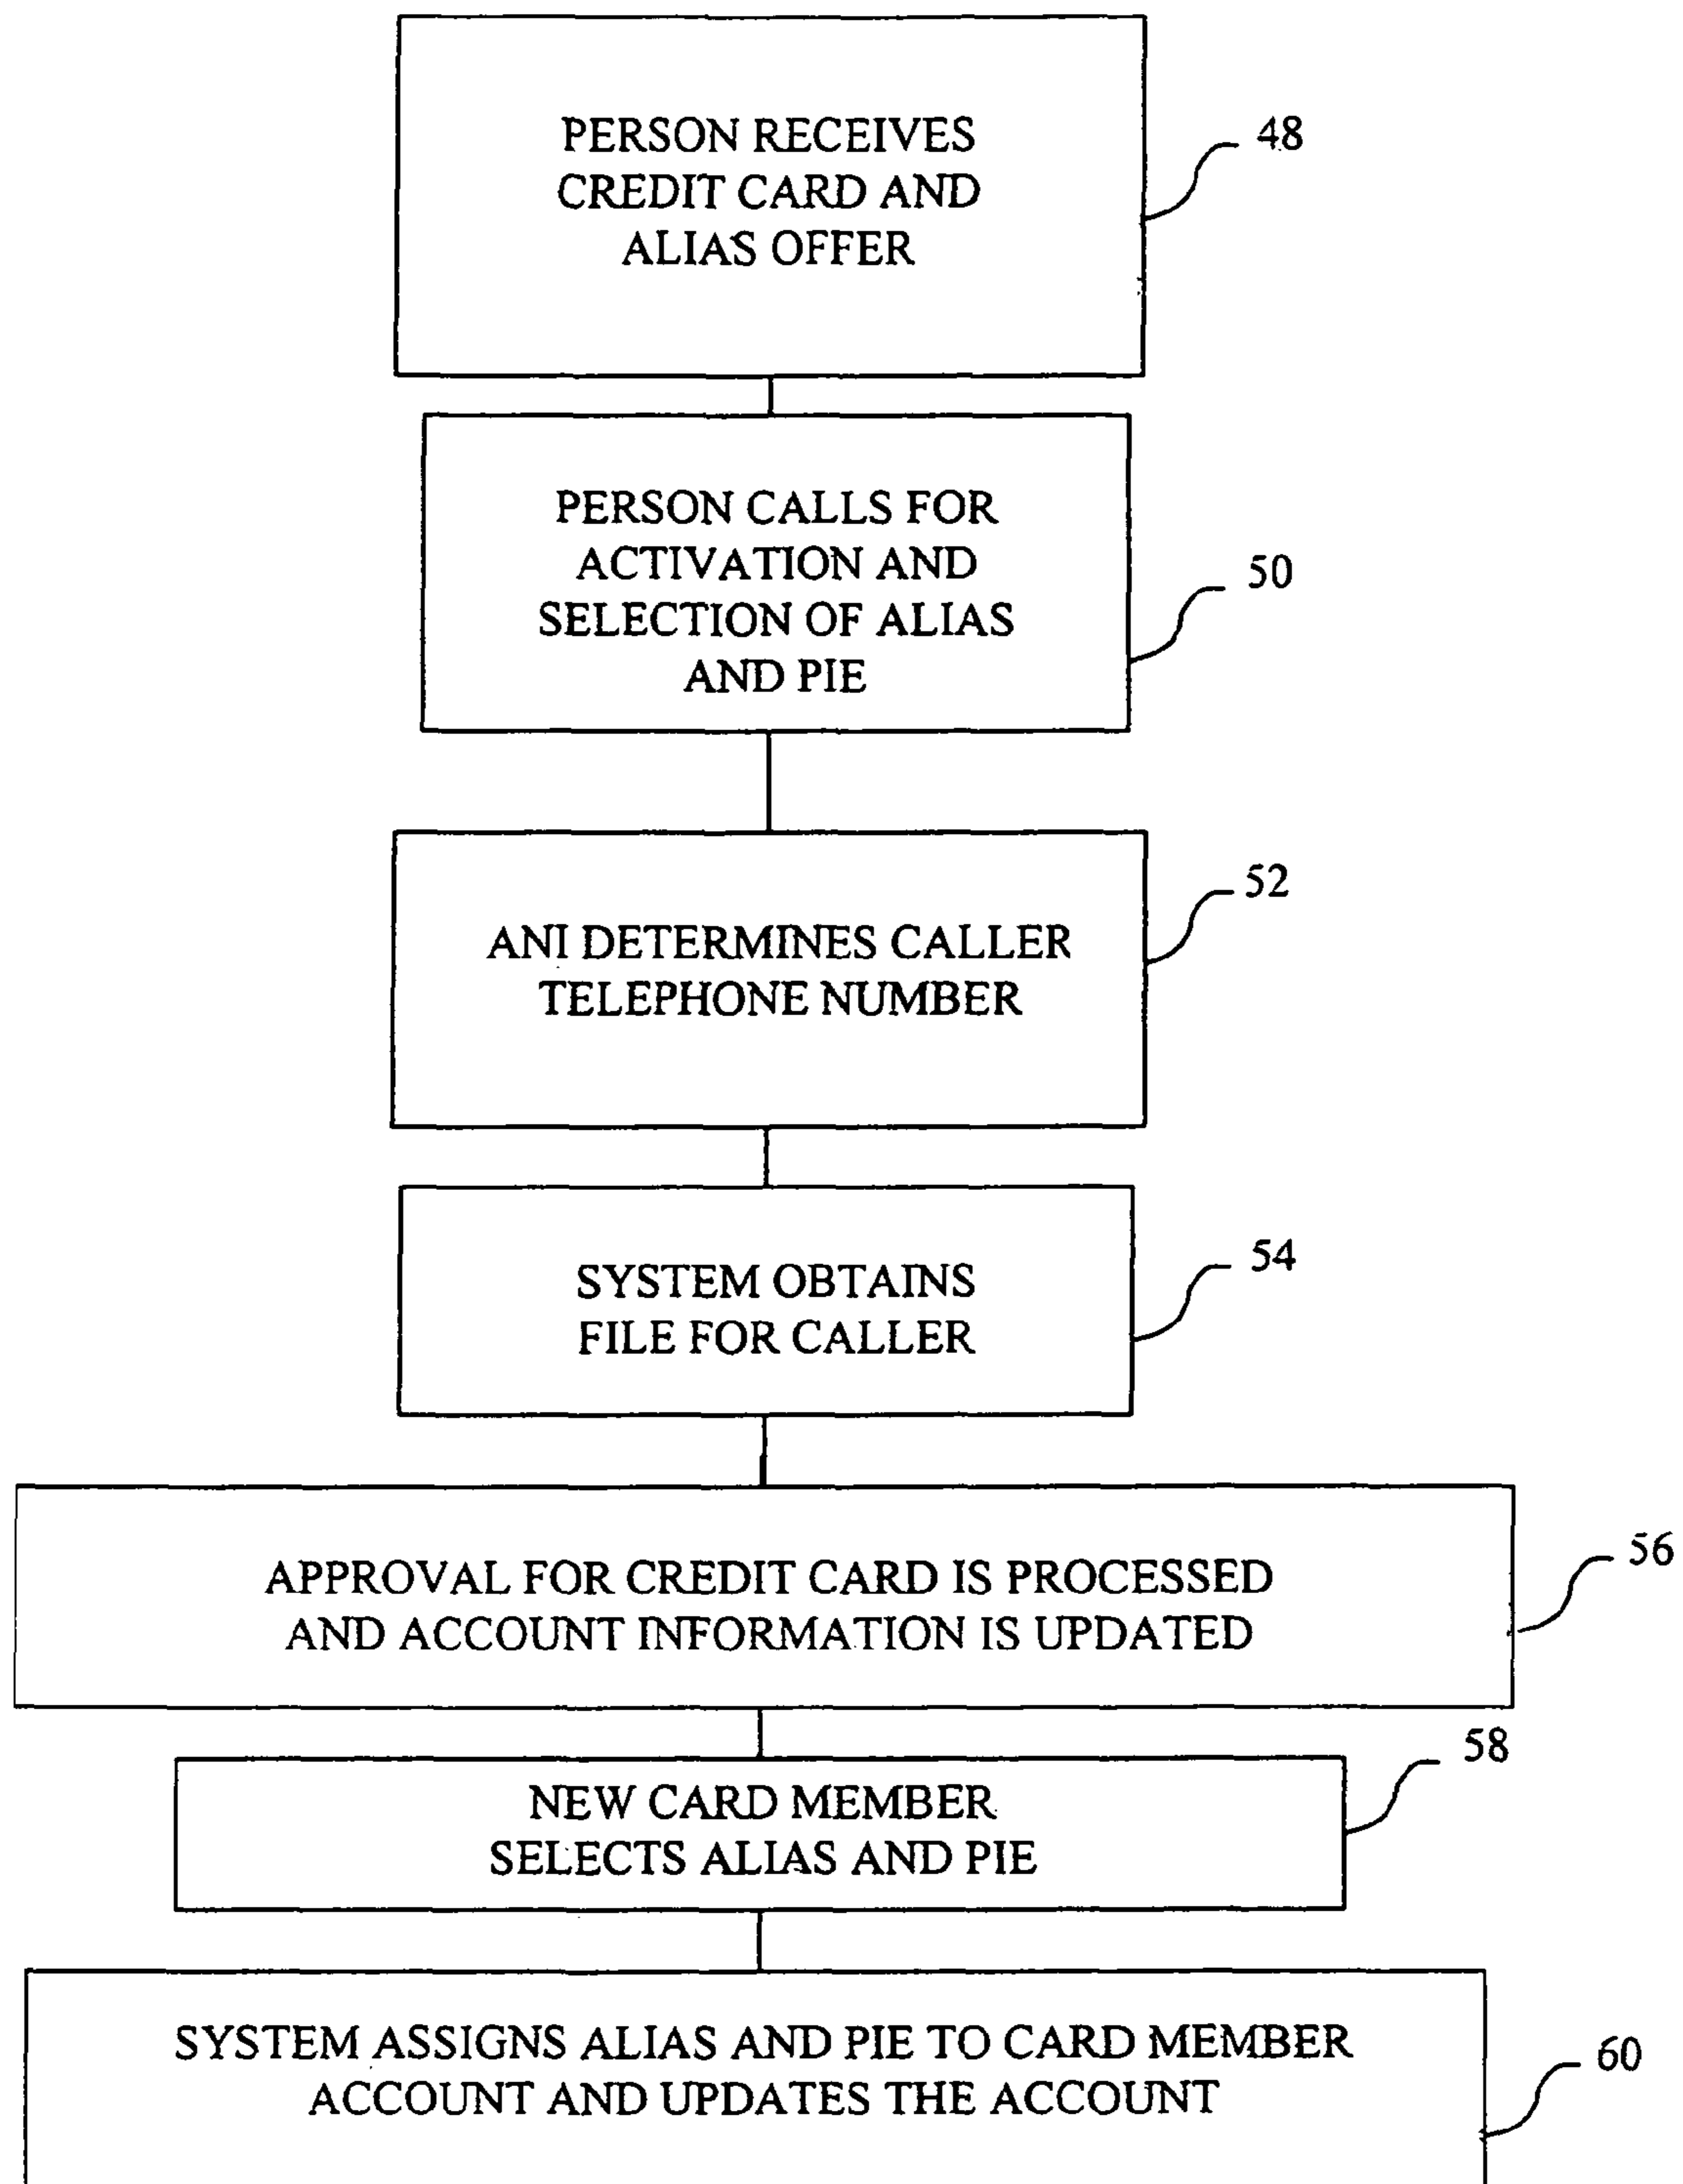 PERSON RECEIVES
CREDIT CARD AND
ALIAS OFFER
48
PERSON CALLS FOR
ACTIVATION AND
SELECTION OF ALIAS
AND PIE
50
ANI DETERMINES CALLER
TELEPHONE NUMBER
52
SYSTEM OBTAINS
FILE FOR CALLER
54
APPROVAL FOR CREDIT CARD IS PROCESSED
AND ACCOUNT INFORMATION IS UPDATED
56
NEW CARD MEMBER
SELECTS ALIAS AND PIE
58
SYSTEM ASSIGNS ALIAS AND PIE TO CARD MEMBER
ACCOUNT AND UPDATES THE ACCOUNT
60